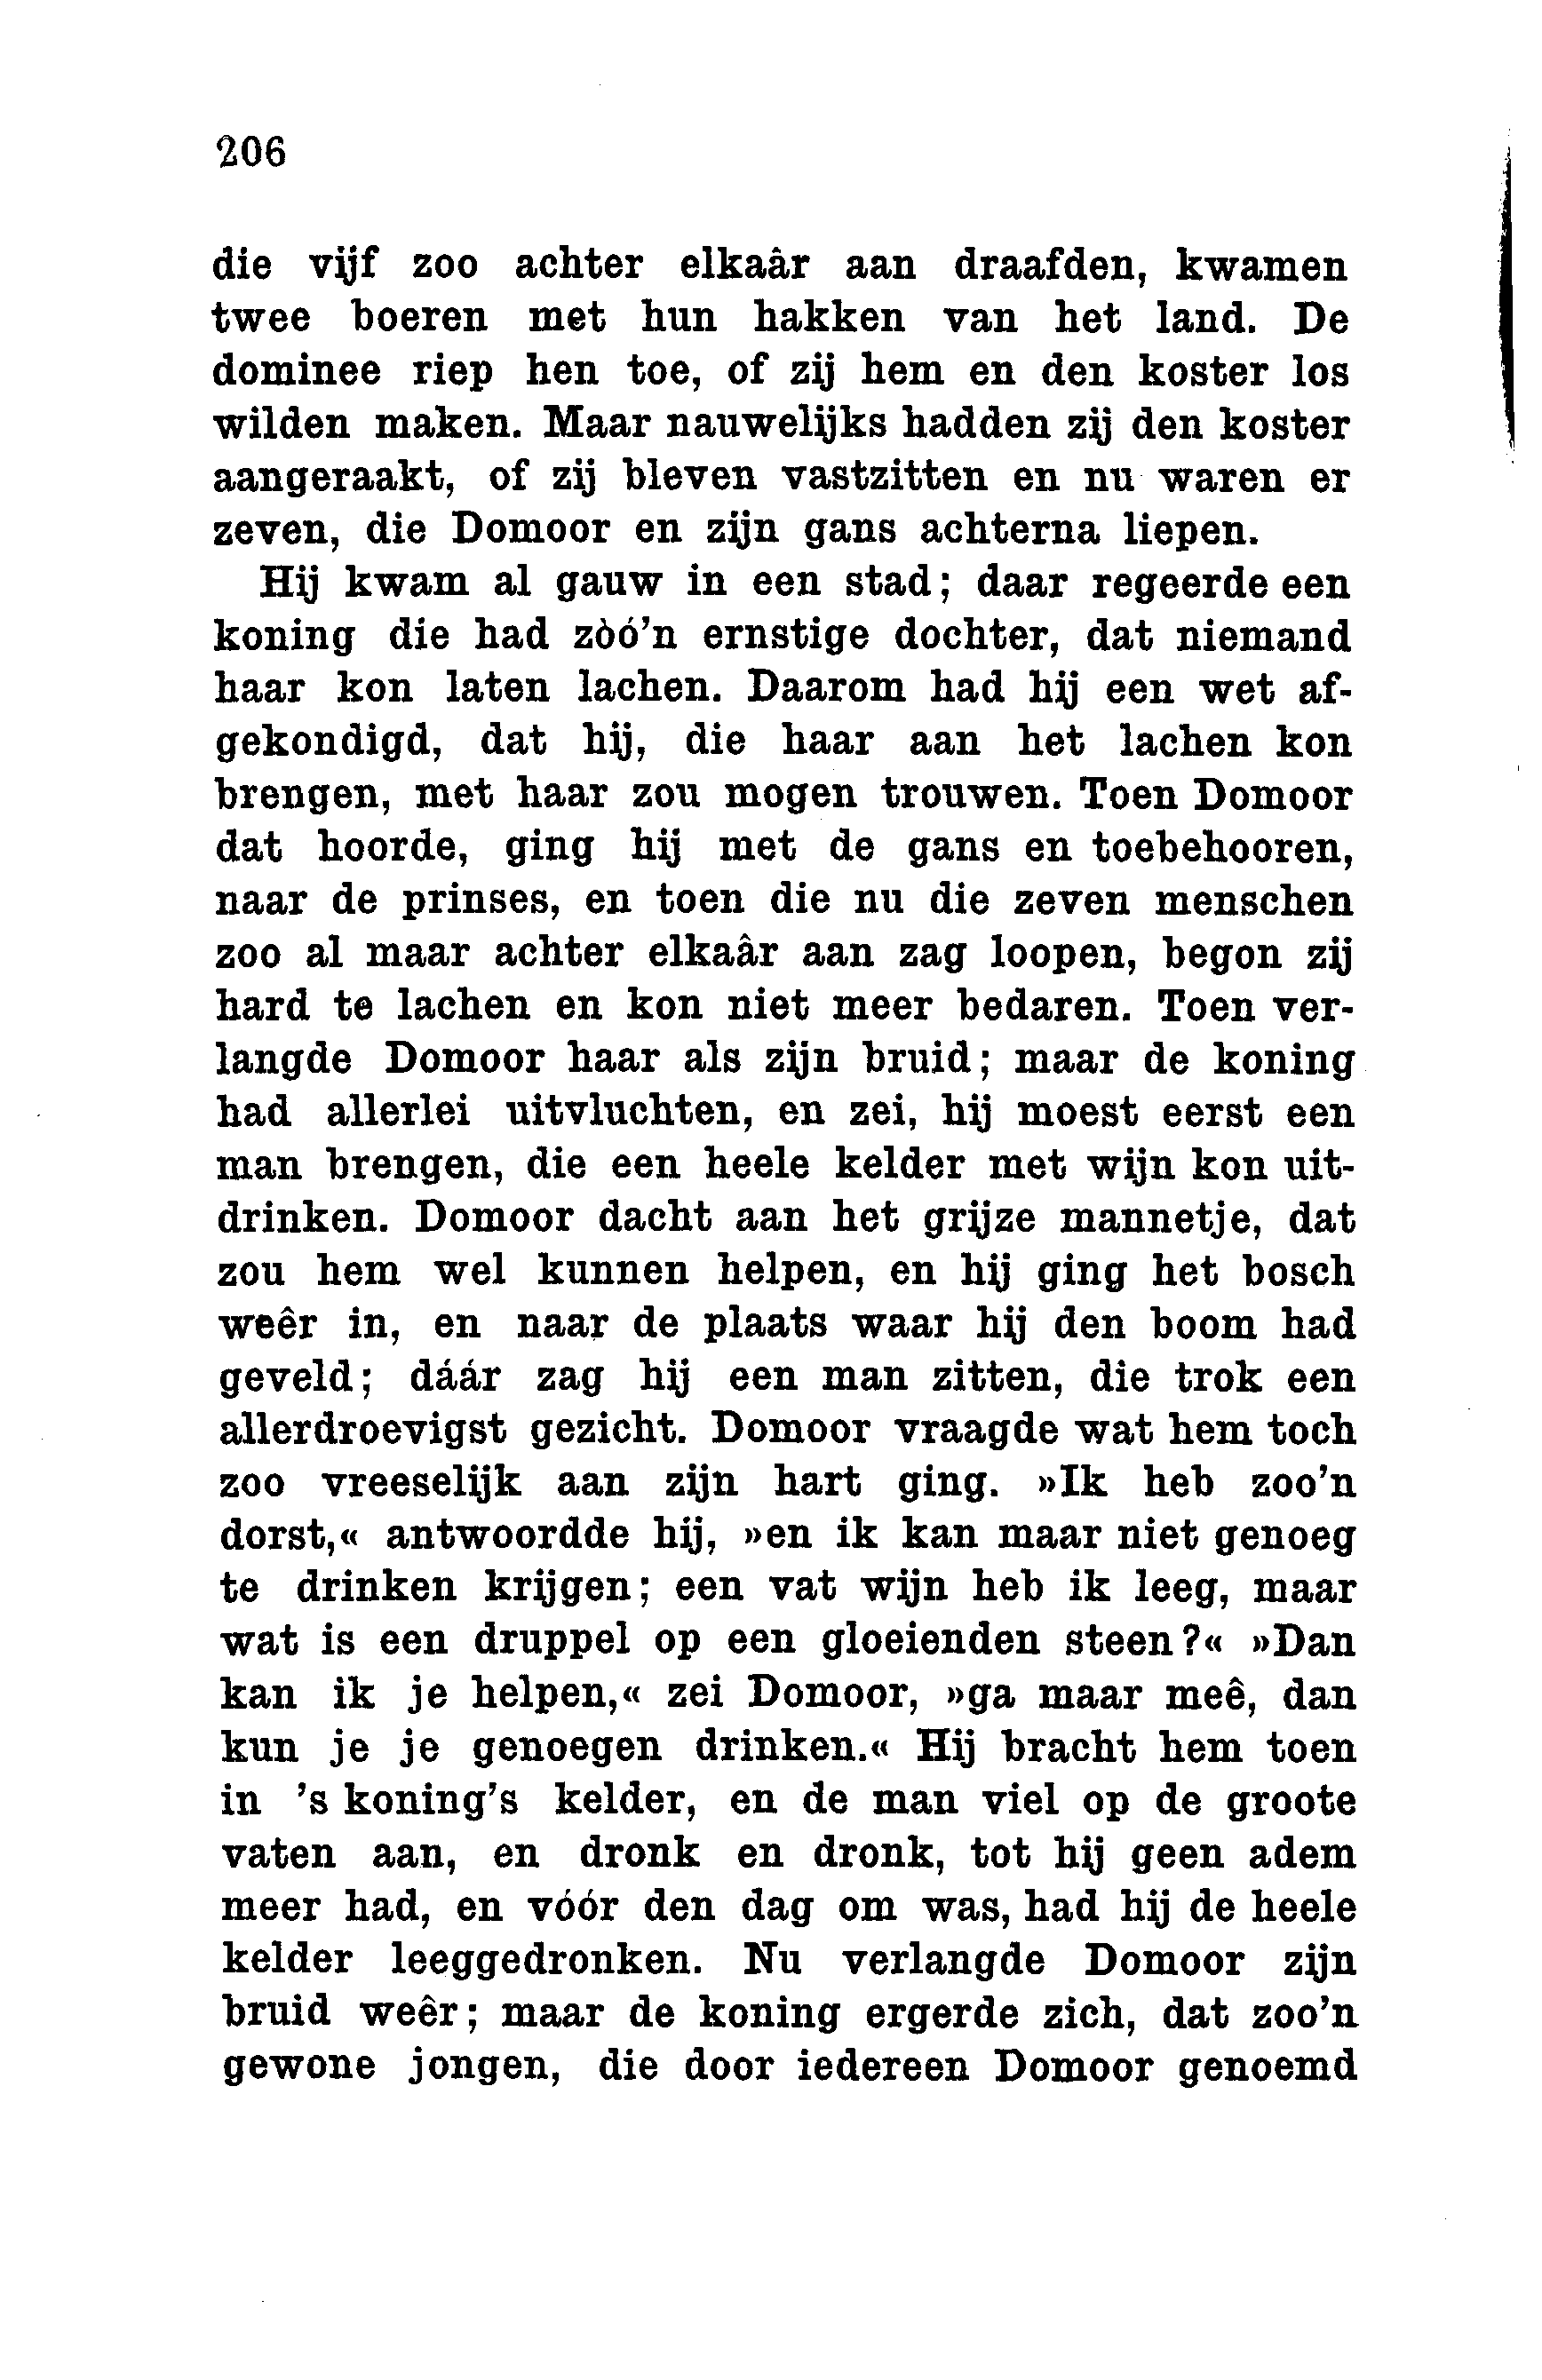 206
die vijf zoo achter elkaâr aan draafden, kwamen
twee boeren met hun hakken van het land. De
dominee riep hen toe, of zij hem en den koster los
wilden maken. Maar nauwelijks hadden zij den koster
aangeraakt, of zij bleven vastzitten en nu waren er
zeven, die Domoor en zijn gans achterna liepen.
Hij kwam al gauw in een stad; daar regeerde een
koning die had zòó'n ernstige dochter, dat niemand
haar kon laten lachen. Daarom had hij een wet af-
gekondigd, dat hij, die haar aan het lachen kon
brengen, met haar zou mogen trouwen. Toen Domoor
dat hoorde, ging hij met de gans en toebehooren,
naar de prinses, en toen die nu die zeven menschen
zoo al maar achter elkaâr aan zag loopen, begon zij
hard te lachen en kon niet meer bedaren. Toen ver-
langde Domoor haar als zijn bruid; maar de koning
had allerlei uitvluchten, en zei, hij moest eerst een
man brengen, die een heele kelder met wijn kon uit-
drinken. Domoor dacht aan het grijze mannetje, dat
zou hem wel kunnen helpen, en hij ging het bosch
weêr in, en naar de plaats waar hij den boom had
geveld; dáár zag hij een man zitten, die trok een
allerdroevigst gezicht. Domoor vraagde wat hem toch
zoo vreeselijk aan zijn hart ging. »Ik heb zoo'n
dorst,« antwoordde hij, »en ik kan maar niet genoeg
te drinken krijgen; een vat wijn heb ik leeg, maar
wat is een druppel op een gloeienden steen?« »Dan
kan ik je helpen,« zei Domoor, »ga maar meê, dan
kun je je genoegen drinken.« Hij bracht hem toen
in 's koning's kelder, en de man viel op de groote
vaten aan, en dronk en dronk, tot hij geen adem
meer had, en vóór den dag om was, had hij de heele
kelder leeggedronken. Nu verlangde Domoor zijn
bruid weêr; maar de koning ergerde zich, dat zoo'n
gewone jongen, die door iedereen Domoor genoemd